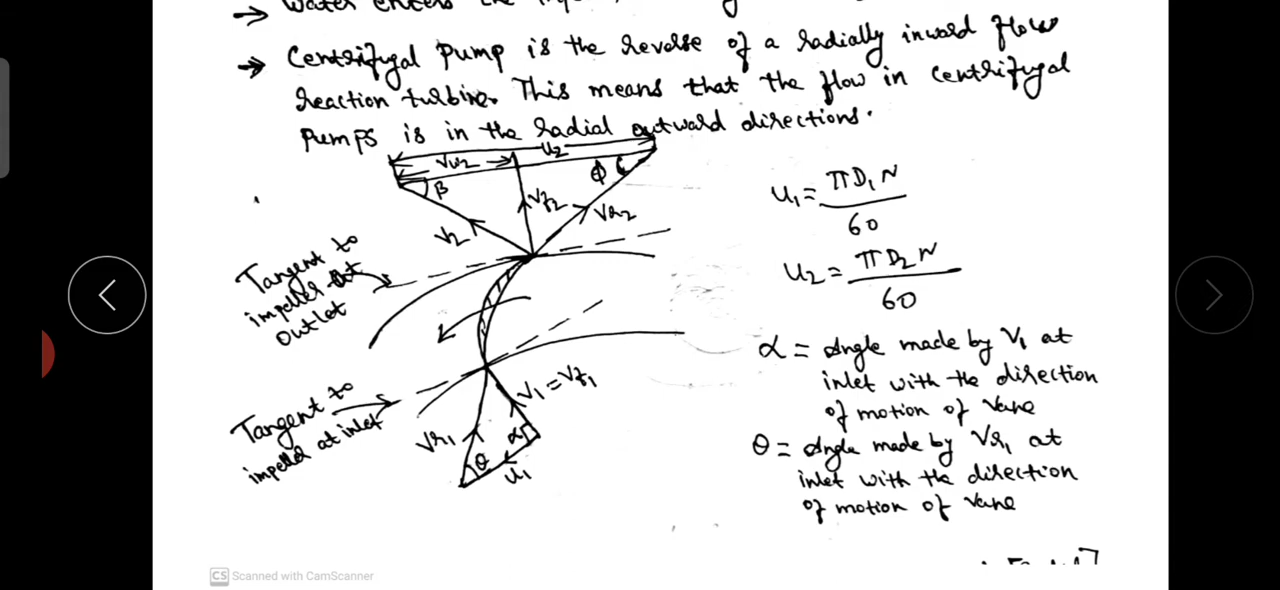 → Water enters the
→ Centrifugal pump is the reverse of a radially inward flow
reaction turbine. This means that the flow in centrifugal
pumps is in the radial outward directions.
u2
Vw2
β
ϕ
Vf2
Vr2
V2
Tangent to
impeller at
outlet
u1 = πD1N
60
u2 = πD2N
60
Tangent to
impeller at inlet
V1 = Vf1
Vr1
α
θ
u1
α = Angle made by V1 at
inlet with the direction
of motion of vane
θ = Angle made by Vr1 at
inlet with the direction
of motion of vane
CS Scanned with CamScanner